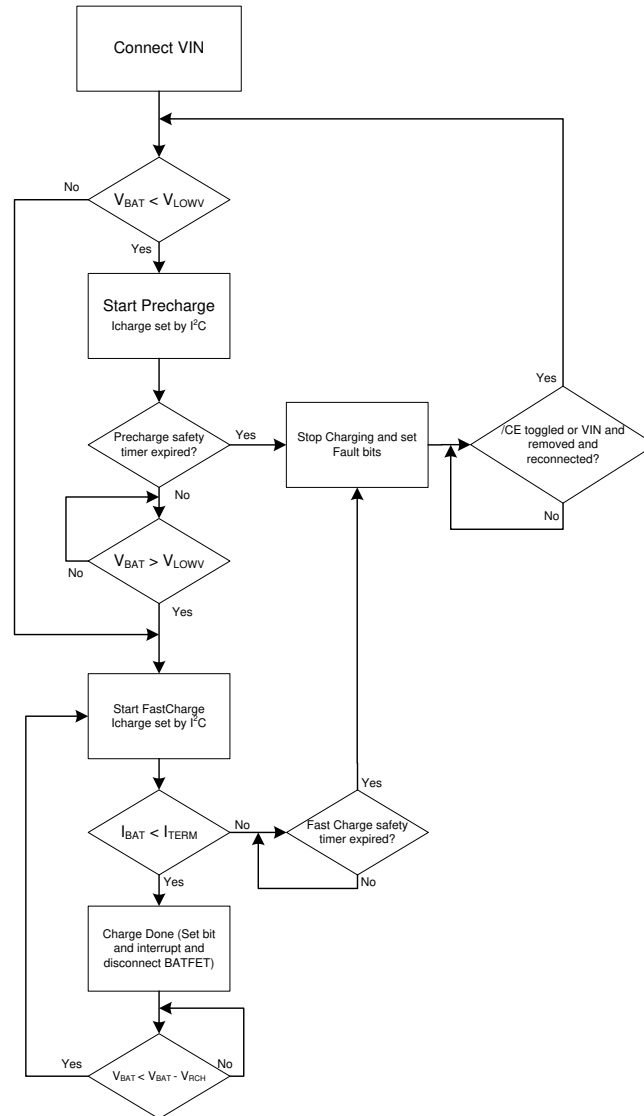 Connect VIN
No
VBAT < VLOWV
Yes
Start Precharge
Icharge set by I²C
Yes
Precharge safety
timer expired?
Yes
Stop Charging and set
Fault bits
/CE toggled or VIN and
removed and
reconnected?
No
No
VBAT > VLOWV
No
Yes
Start FastCharge
Icharge set by I²C
Yes
IBAT < ITERM
No
Fast Charge safety
timer expired?
No
Yes
Charge Done (Set bit
and interrupt and
disconnect BATFET)
Yes
VBAT < VBAT - VRCH
No